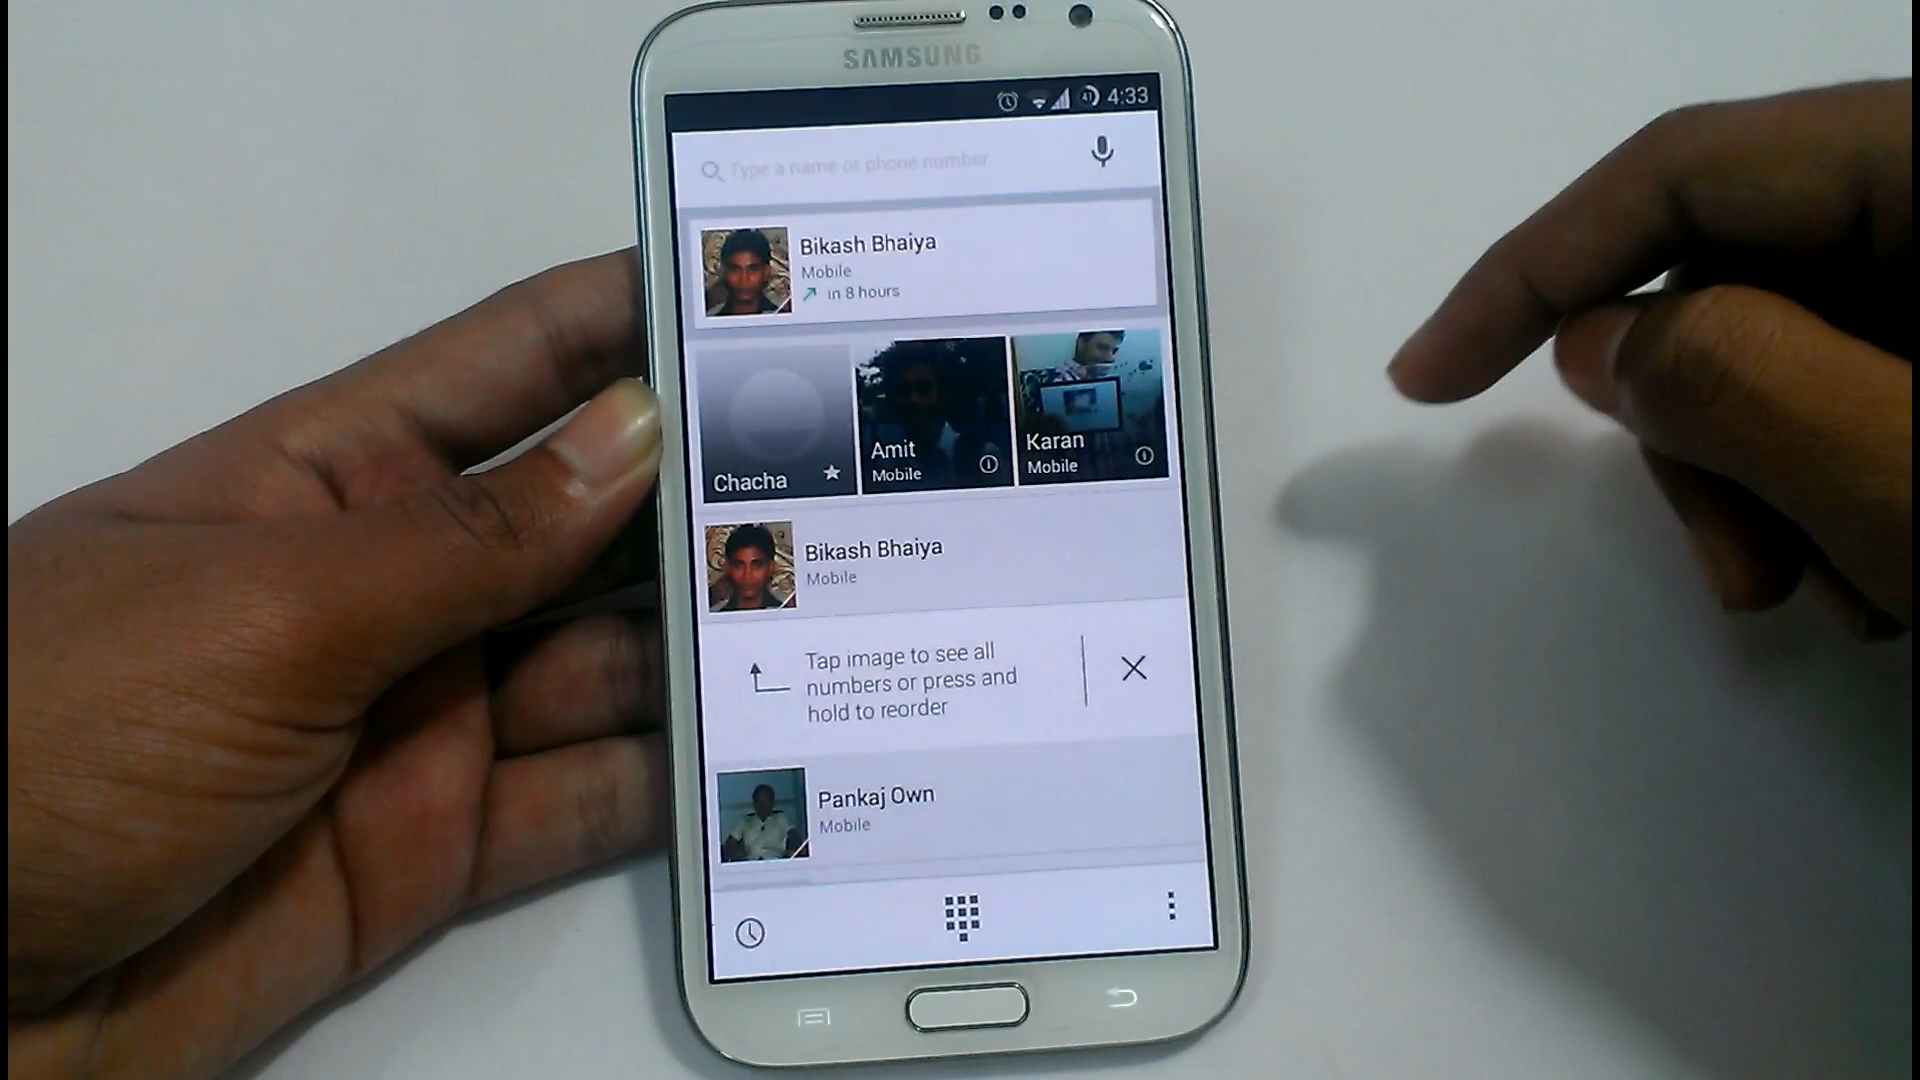 SAMSUNG
41 4:33
Type a name or phone number
Bikash Bhaiya
Mobile
in 8 hours
Chacha
Amit
Mobile
Karan
Mobile
Bikash Bhaiya
Mobile
Tap image to see all
numbers or press and
hold to reorder
Pankaj Own
Mobile